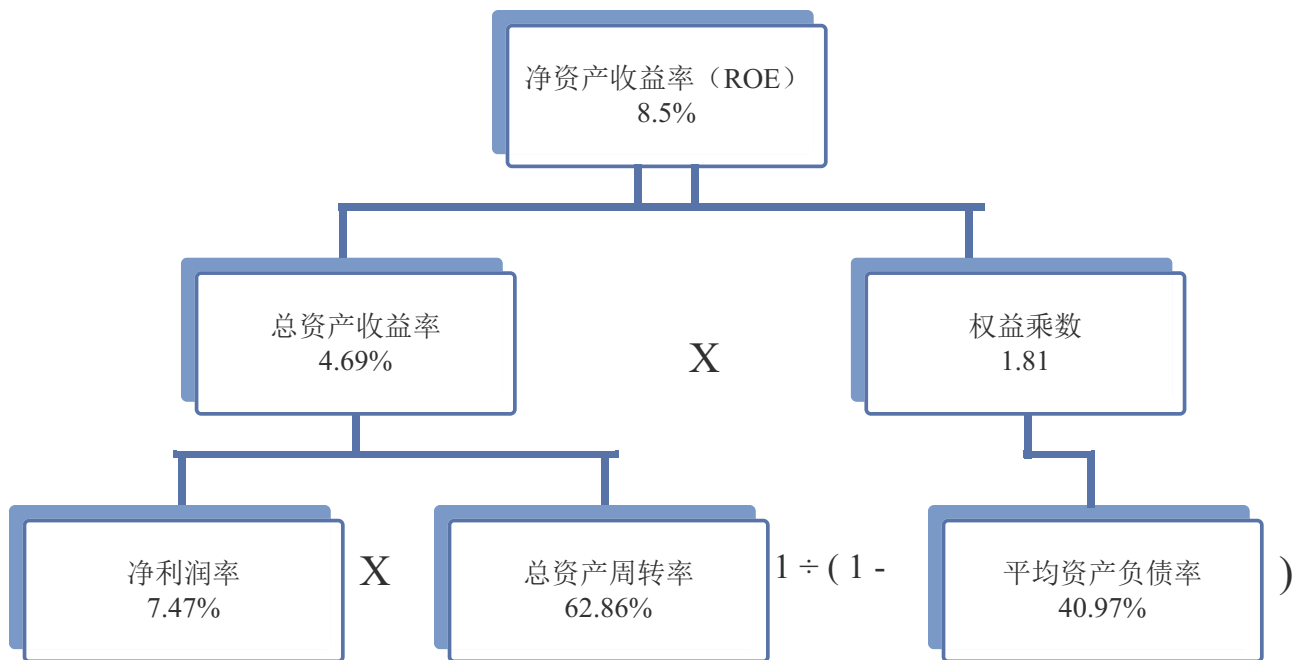 净资产收益率（ROE）
8.5%
总资产收益率
4.69%
X
权益乘数
1.81
净利润率
7.47%
X
总资产周转率
62.86%
1 ÷ ( 1 -
平均资产负债率
40.97%
)